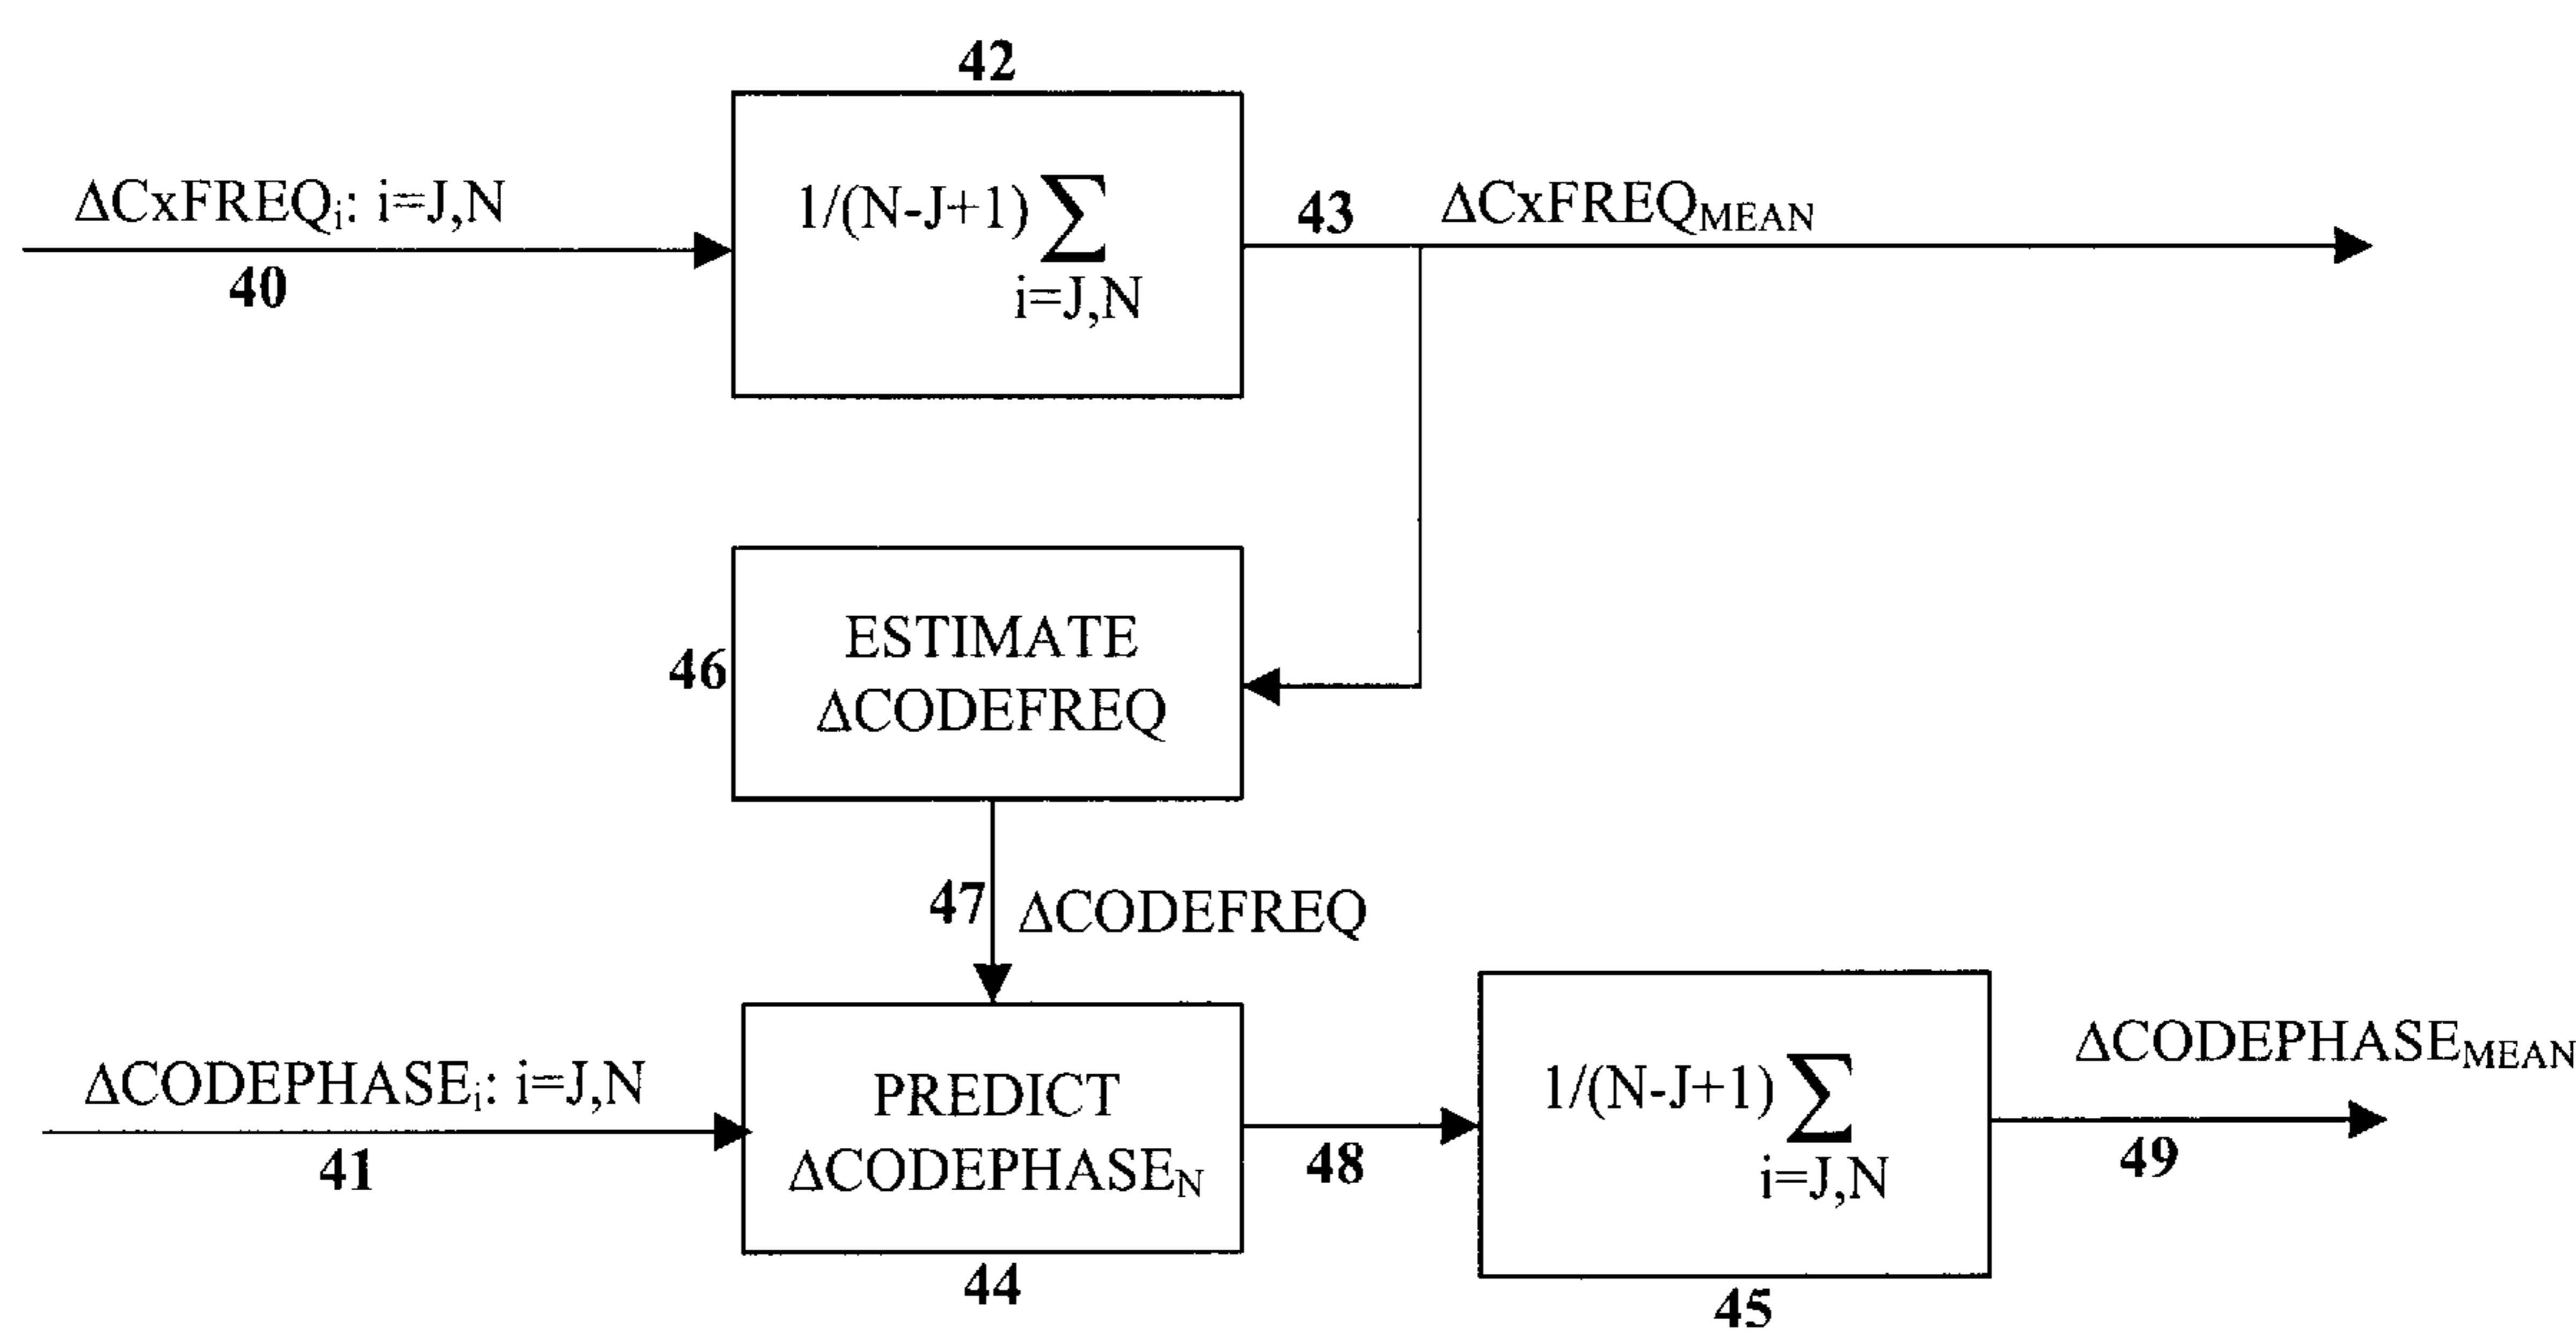 42
ΔCxFREQi: i=J,N
40
1/(N-J+1) ∑
i=J,N
43
ΔCxFREQMEAN
46
ESTIMATE
ΔCODEFREQ
47
ΔCODEFREQ
ΔCODEPHASEi: i=J,N
41
PREDICT
ΔCODEPHASEN
44
48
1/(N-J+1) ∑
i=J,N
45
ΔCODEPHASEMEAN
49